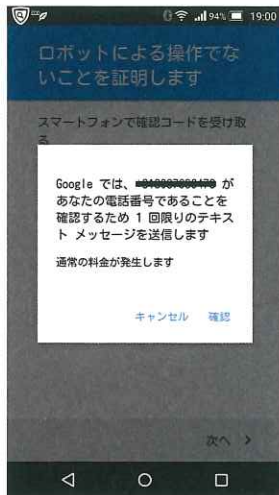 94% 19:00
ロボットによる操作でな
いことを証明します
スマートフォンで確認コードを受け取
る
Google では、 が
あなたの電話番号であることを
確認するため 1 回限りのテキス
ト メッセージを送信します
通常の料金が発生します
キャンセル 確認
次へ